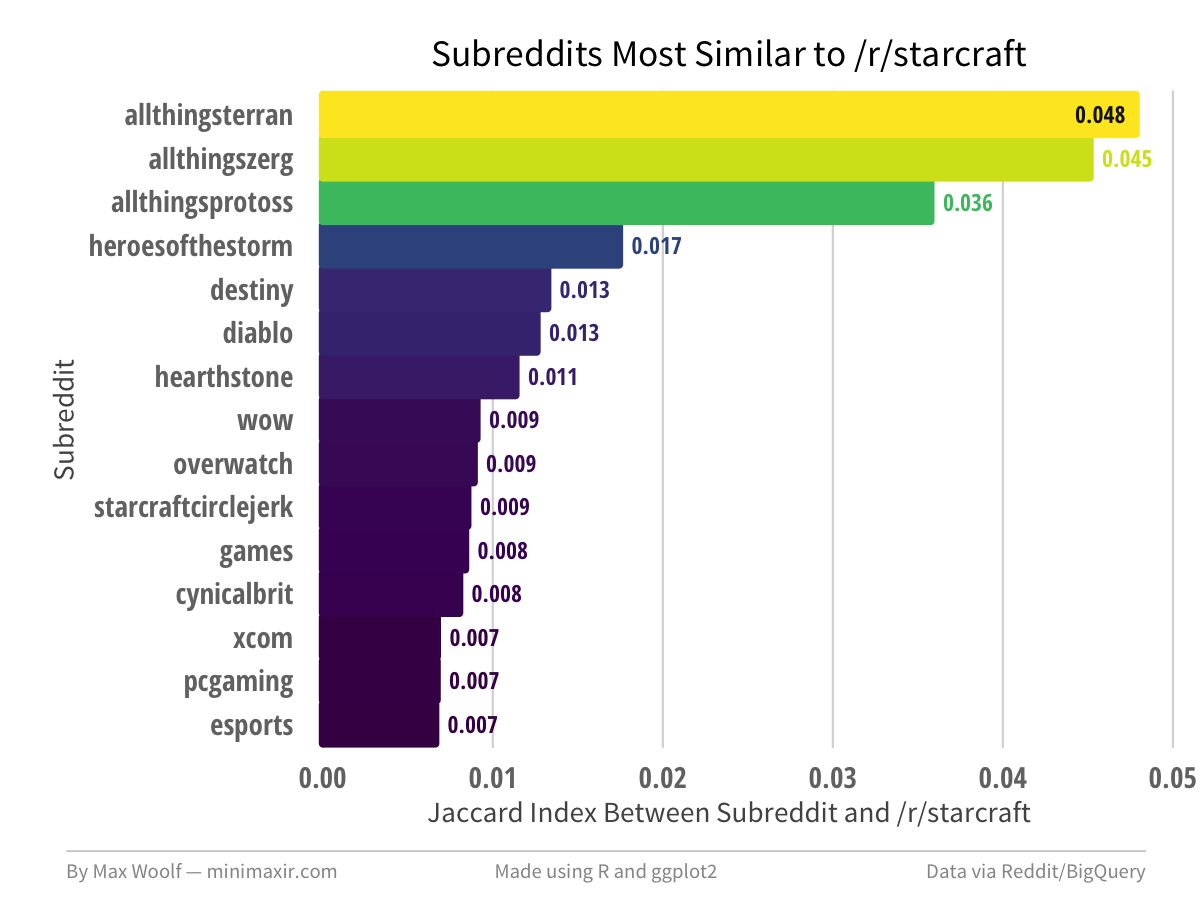 Subreddits Most Similar to /r/starcraft
allthingsterran 0.048
allthingszerg 0.045
allthingsprotoss 0.036
heroesofthestorm 0.017
destiny 0.013
diablo 0.013
hearthstone 0.011
wow 0.009
overwatch 0.009
starcraftcirclejerk 0.009
games 0.008
cynicalbrit 0.008
xcom 0.007
pcgaming 0.007
esports 0.007
Subreddit
0.00 0.01 0.02 0.03 0.04 0.05
Jaccard Index Between Subreddit and /r/starcraft
By Max Woolf — minimaxir.com Made using R and ggplot2 Data via Reddit/BigQuery